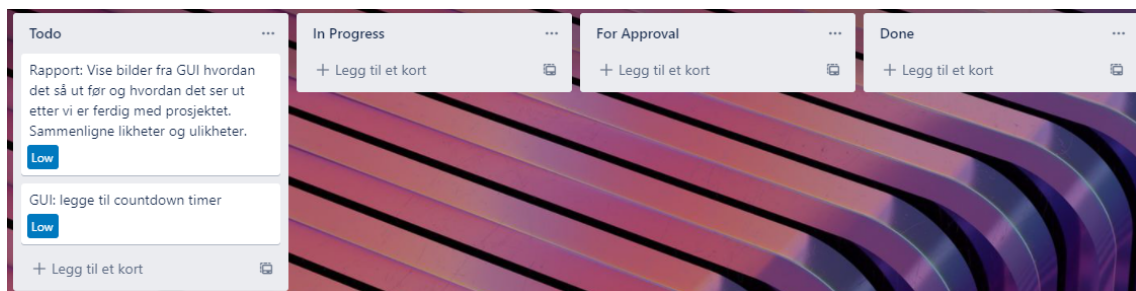 Todo
Rapport: Vise bilder fra GUI hvordan
det så ut før og hvordan det ser ut
etter vi er ferdig med prosjektet.
Sammenligne likheter og ulikheter.
Low
GUI: legge til countdown timer
Low
+ Legg til et kort
In Progress
+ Legg til et kort
For Approval
+ Legg til et kort
Done
+ Legg til et kort